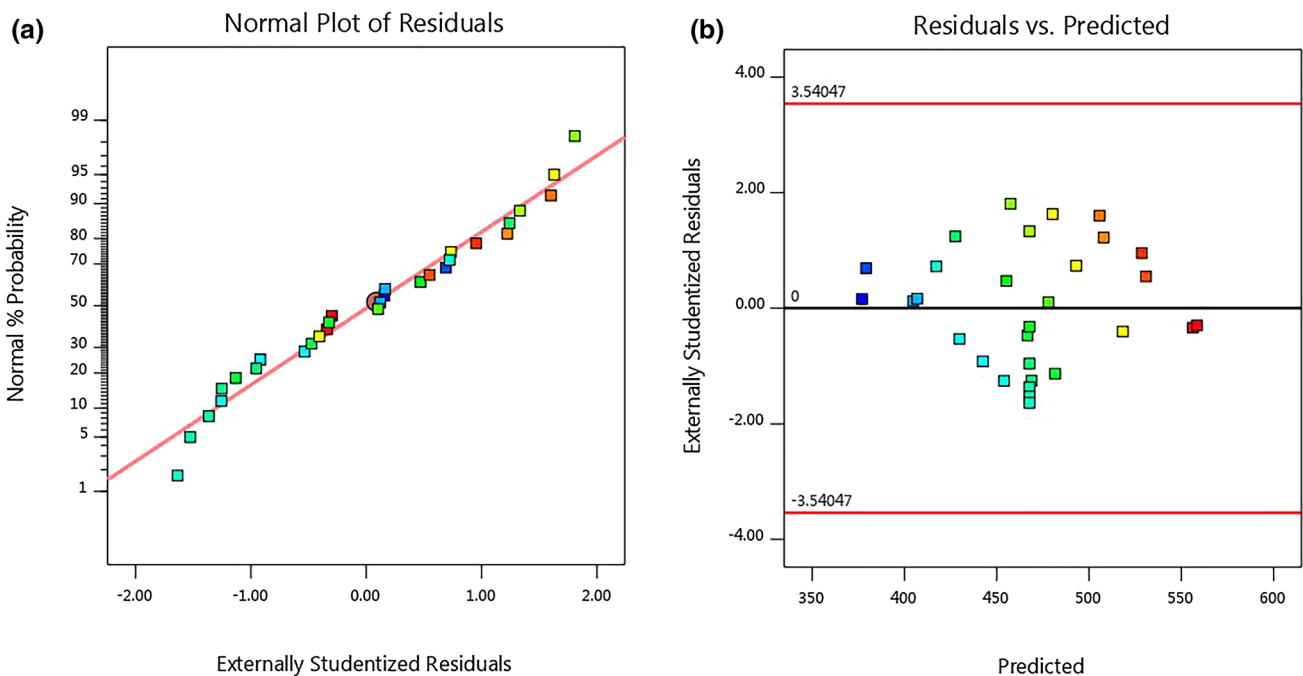 (a)
Normal Plot of Residuals
Normal % Probability
99
95
90
80
70
50
30
20
10
5
1
-2.00 -1.00 0.00 1.00 2.00
Externally Studentized Residuals
(b)
Residuals vs. Predicted
Externally Studentized Residuals
4.00
2.00
0.00
-2.00
-4.00
3.54047
0
-3.54047
350 400 450 500 550 600
Predicted